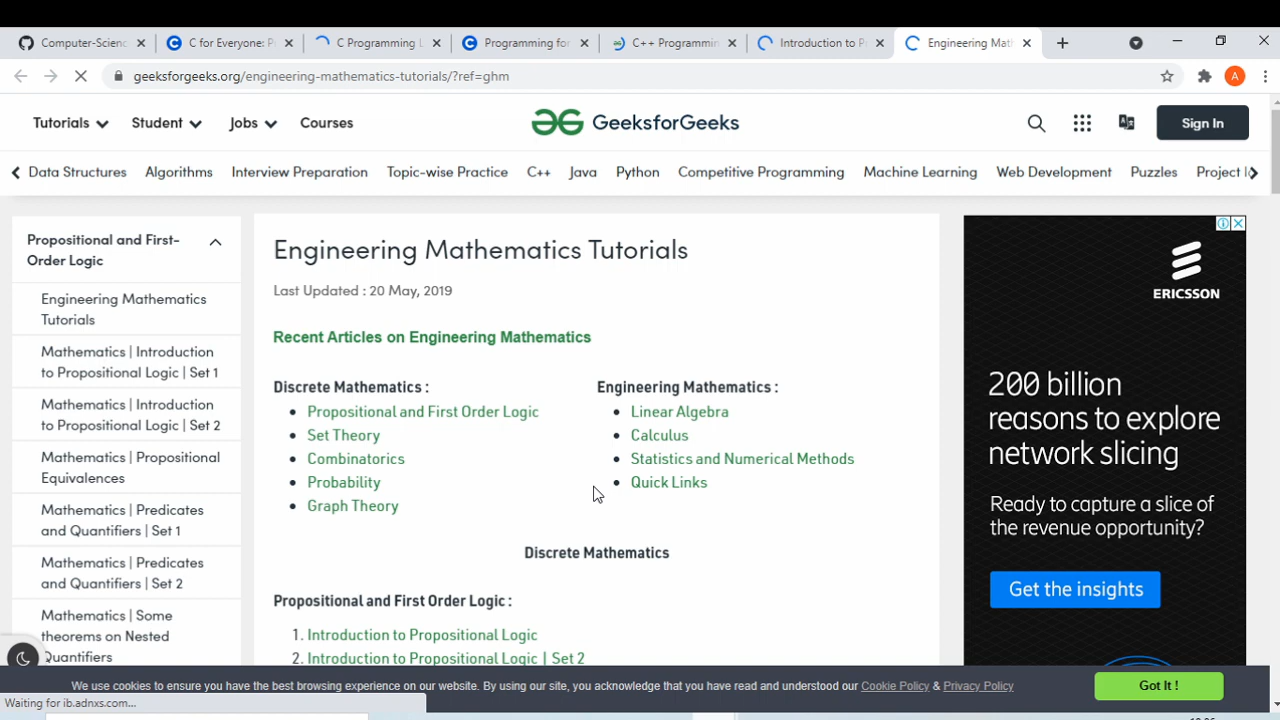 Computer-Scienc
C for Everyone: P
C Programming L
Programming for
C++ Programmin
Introduction to P
Engineering Mat
geeksforgeeks.org/engineering-mathematics-tutorials/?ref=ghm
A
Tutorials
Student
Jobs
Courses
GeeksforGeeks
Sign In
Data Structures
Algorithms
Interview Preparation
Topic-wise Practice
C++
Java
Python
Competitive Programming
Machine Learning
Web Development
Puzzles
Project I
Propositional and First-
Order Logic
Engineering Mathematics
Tutorials
Mathematics | Introduction
to Propositional Logic | Set 1
Mathematics | Introduction
to Propositional Logic | Set 2
Mathematics | Propositional
Equivalences
Mathematics | Predicates
and Quantifiers | Set 1
Mathematics | Predicates
and Quantifiers | Set 2
Mathematics | Some
theorems on Nested
Quantifiers
Engineering Mathematics Tutorials
Last Updated : 20 May, 2019
Recent Articles on Engineering Mathematics
Discrete Mathematics :
Propositional and First Order Logic
Set Theory
Combinatorics
Probability
Graph Theory
Engineering Mathematics :
Linear Algebra
Calculus
Statistics and Numerical Methods
Quick Links
Discrete Mathematics
Propositional and First Order Logic :
1. Introduction to Propositional Logic
2. Introduction to Propositional Logic | Set 2
ERICSSON
200 billion
reasons to explore
network slicing
Ready to capture a slice of
the revenue opportunity?
Get the insights
We use cookies to ensure you have the best browsing experience on our website. By using our site, you acknowledge that you have read and understood our Cookie Policy & Privacy Policy
Got It !
Waiting for ib.adnxs.com...